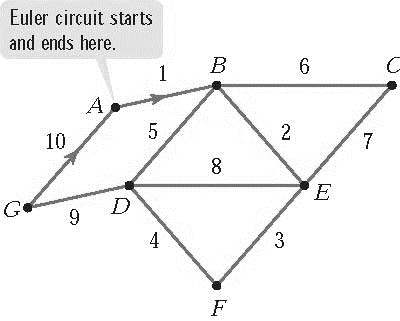 Euler circuit starts
and ends here.
1
B
6
C
A
10
5
2
7
8
G
9
D
E
4
3
F